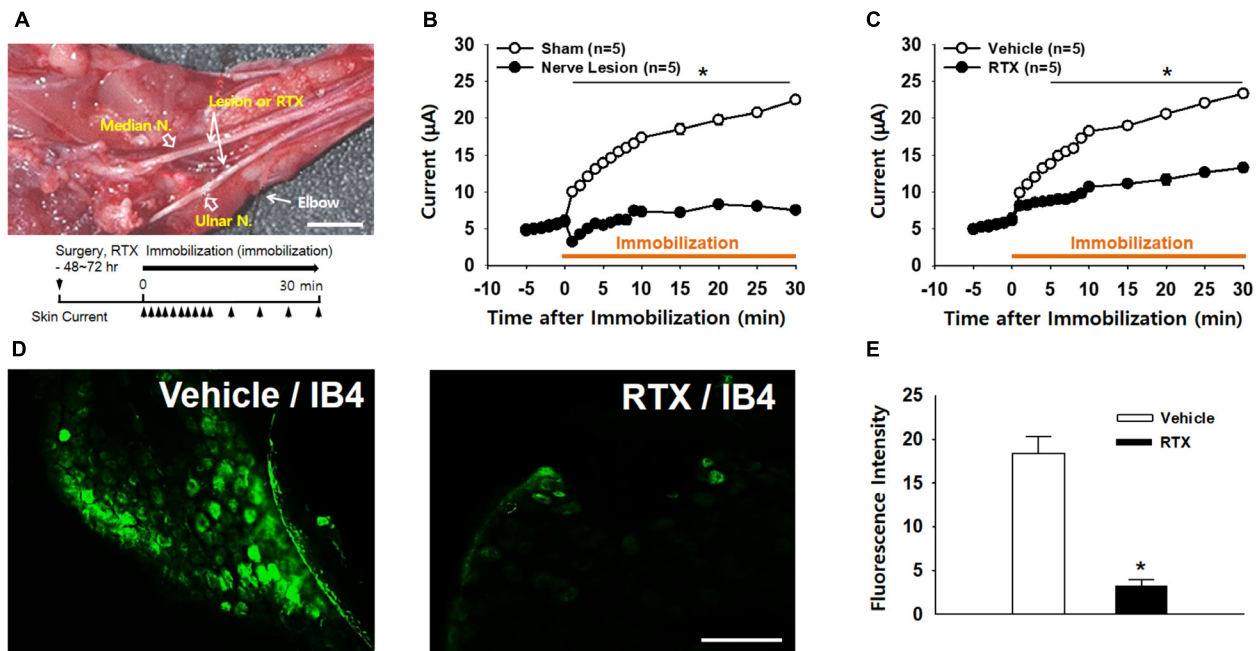 A
Lesion or RTX
Median N.
Elbow
Ulnar N.
Surgery, RTX Immobilization (immobilization)
- 48~72 hr
0 30 min
Skin Current
B
30
25
20
15
10
5
0
Current (μA)
Sham (n=5)
Nerve Lesion (n=5)
*
Immobilization
-10 -5 0 5 10 15 20 25 30
Time after Immobilization (min)
C
30
25
20
15
10
5
0
Current (μA)
Vehicle (n=5)
RTX (n=5)
*
Immobilization
-10 -5 0 5 10 15 20 25 30
Time after Immobilization (min)
D
Vehicle / IB4
RTX / IB4
E
25
20
15
10
5
0
Fluorescence Intensity
Vehicle
RTX
*